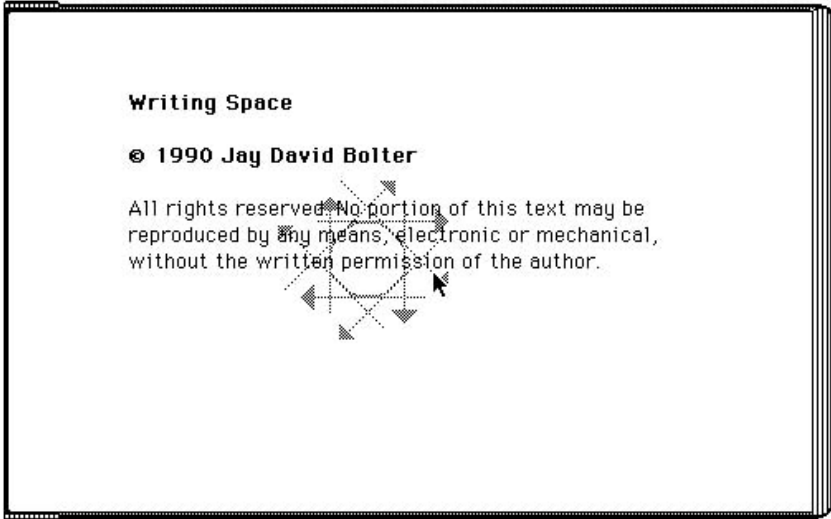 Writing Space
© 1990 Jay David Bolter
All rights reserved. No portion of this text may be
reproduced by any means, electronic or mechanical,
without the written permission of the author.